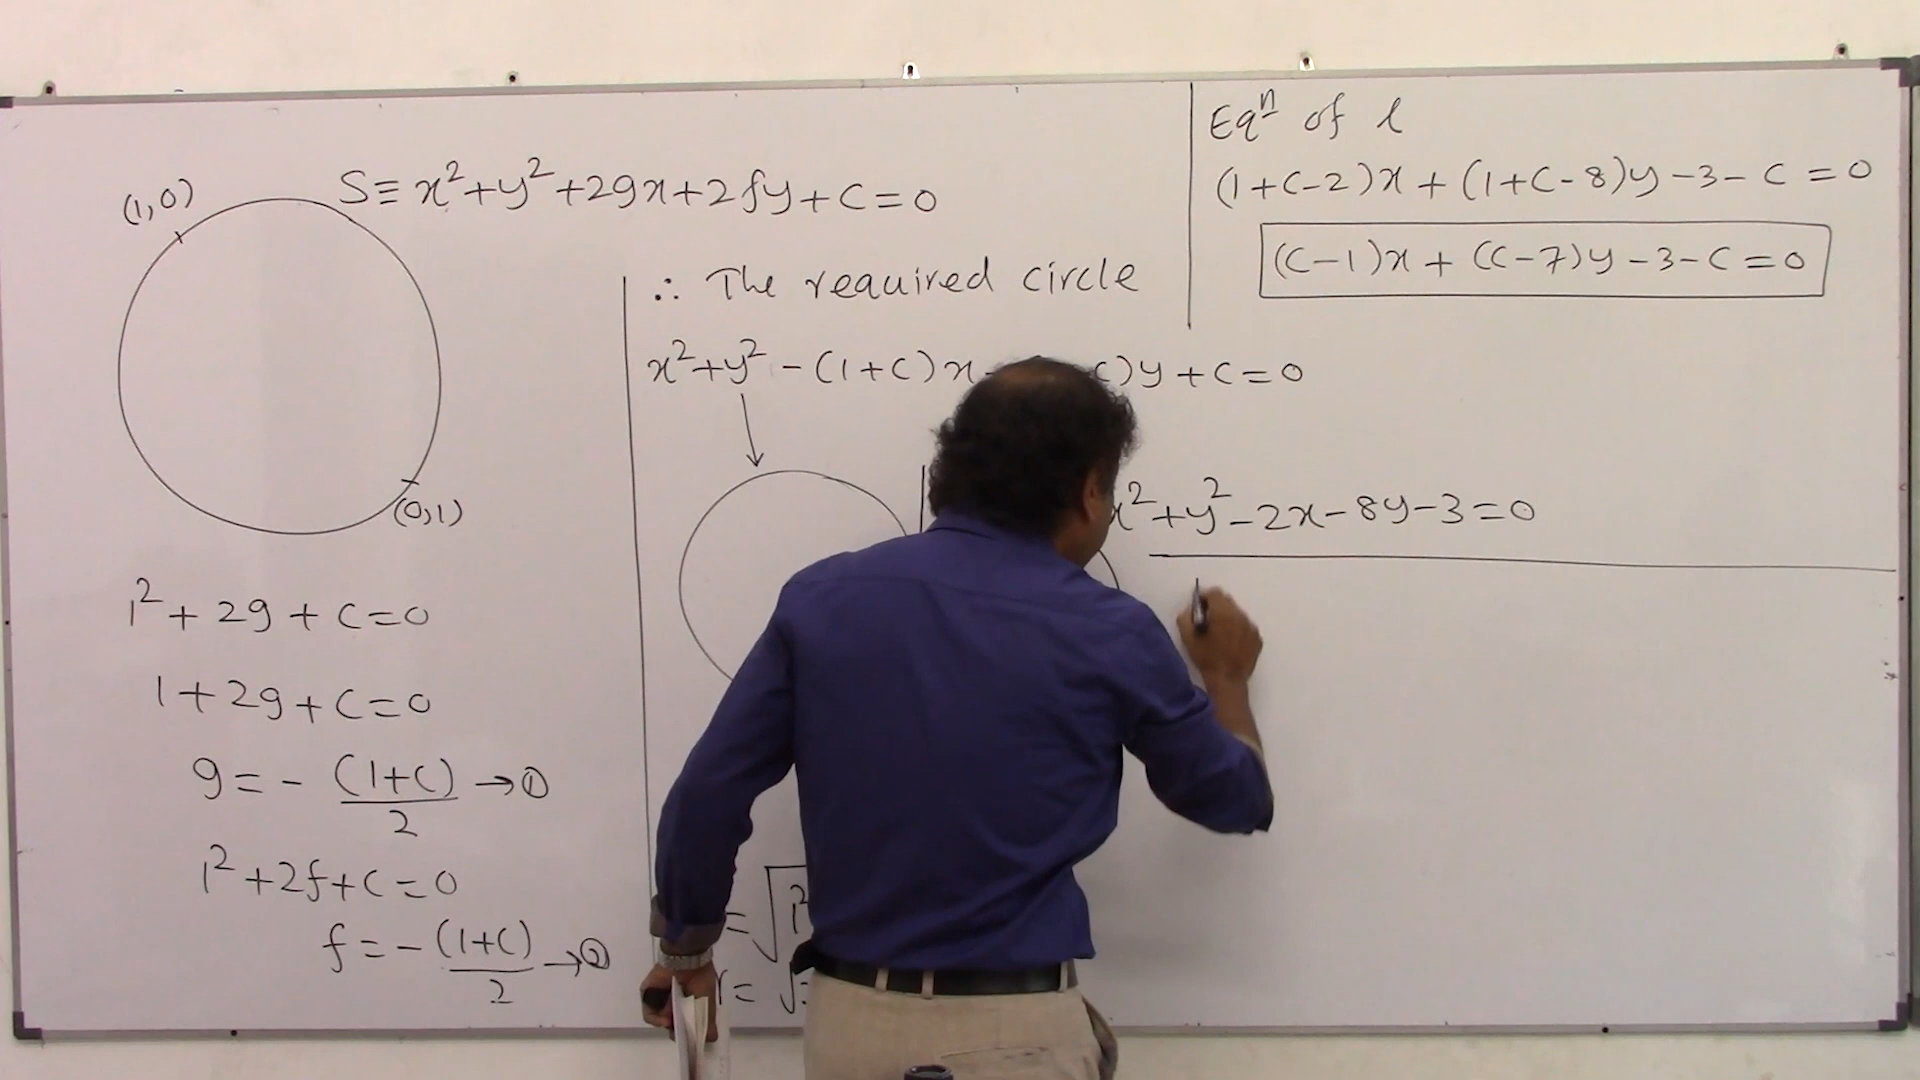 (1,0)
S≡ x²+y²+2gx+2fy+c=0
(0,1)
1²+2g+c=0
1+2g+c=0
g=-(1+c)/2 →①
1²+2f+c=0
f=-(1+c)/2 →②
∴ The required circle
x²+y²-(1+c)x c)y+c=0
x²+y²-2x-8y-3=0
=√1²
r=√
Eqⁿ of l
(1+c-2)x+(1+c-8)y-3-c=0
(c-1)x+(c-7)y-3-c=0